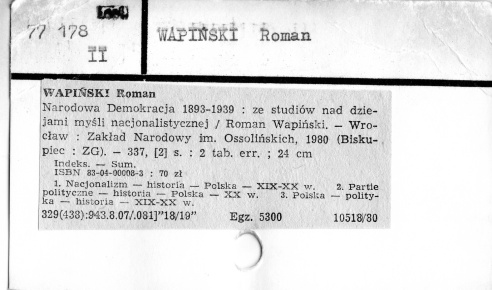 77 178
II
WAPIŃSKI Roman
WAPIŃSKI Roman
Narodowa Demokracja 1893-1939 : ze studiów nad dzie-
jami myśli nacjonalistycznej / Roman Wapiński. — Wro-
cław : Zakład Narodowy im. Ossolińskich, 1980 (Bisku-
piec : ZG). — 337, [2] s. : 2 tab. err. ; 24 cm
Indeks. — Sum.
ISBN 83-04-00008-3 : 70 zł
1. Nacjonalizm — historia — Polska — XIX-XX w. 2. Partie
polityczne — historia — Polska — XX w. 3. Polska — polity-
ka — historia — XIX-XX w.
329(438):943.8.07/.081]"18/19" Egz. 5300 10518/80